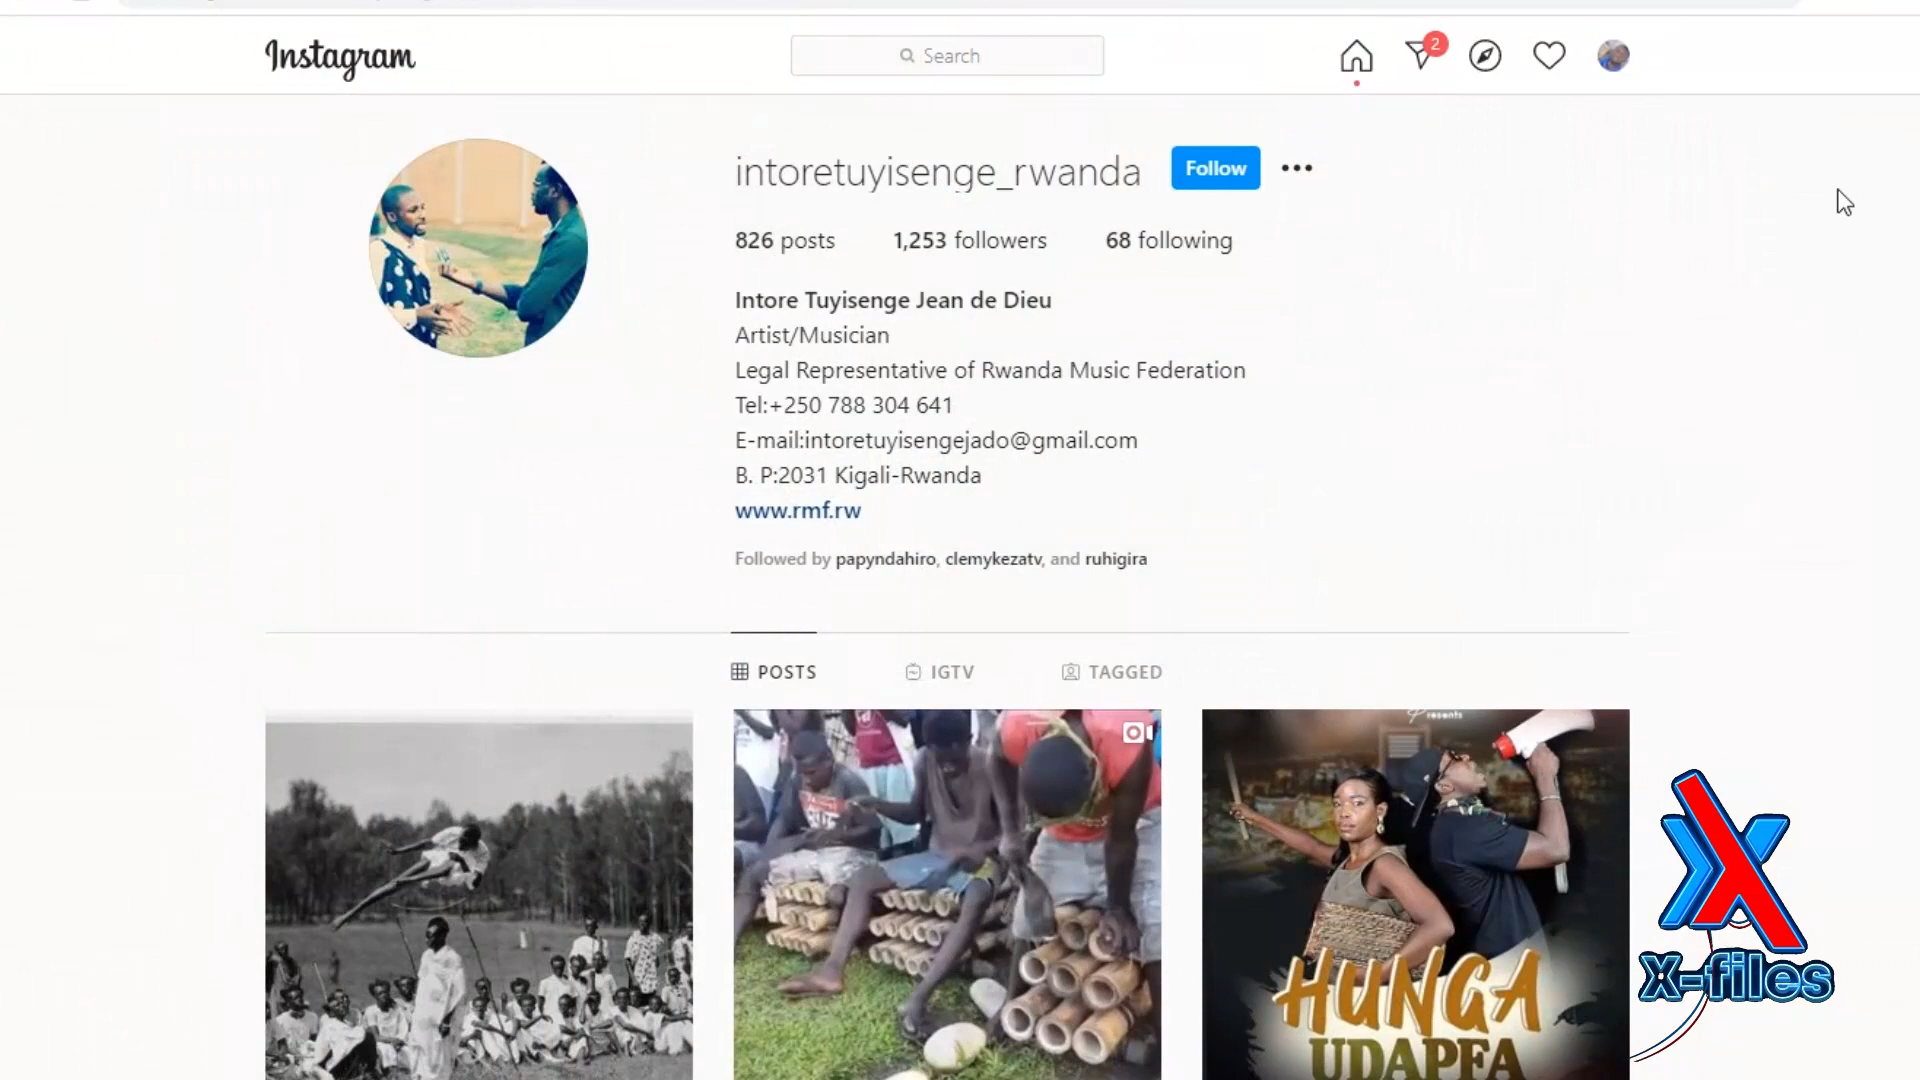 Instagram
Search
2
intoretuyisenge_rwanda
Follow
826 posts 1,253 followers 68 following
Intore Tuyisenge Jean de Dieu
Artist/Musician
Legal Representative of Rwanda Music Federation
Tel:+250 788 304 641
E-mail:intoretuyisengejado@gmail.com
B. P:2031 Kigali-Rwanda
www.rmf.rw
Followed by papyndahiro, clemykezatv, and ruhigira
POSTS IGTV TAGGED
Presents
HUNGA
UDAPFA
X-files